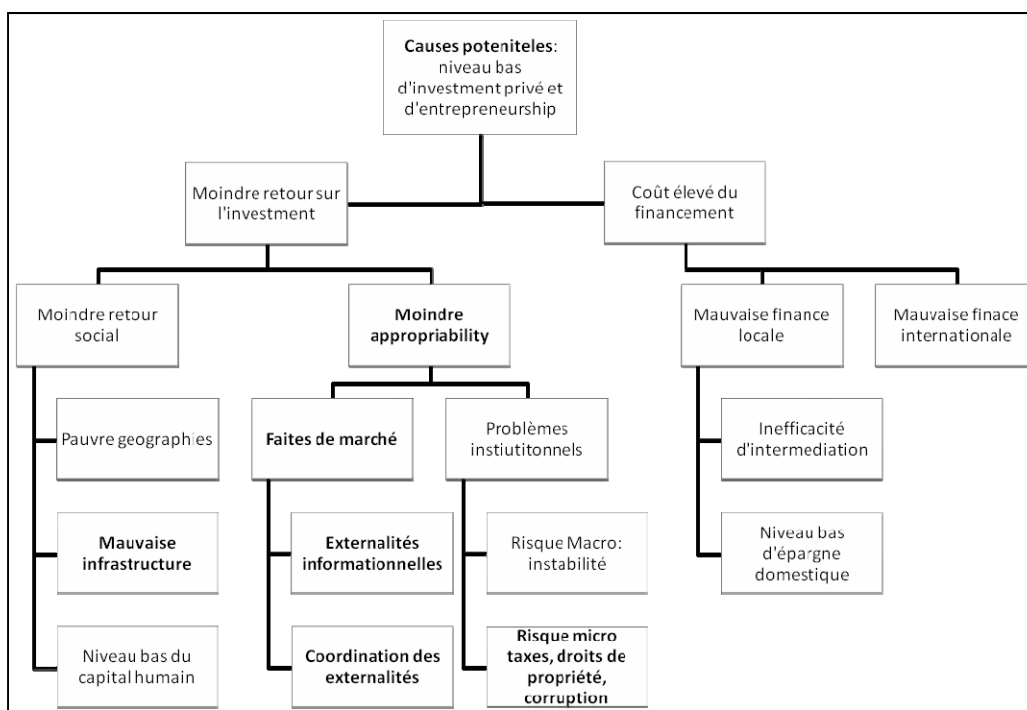 Causes poteniteles:
niveau bas
d'investment privé et
d'entrepreneurship
Moindre retour sur
l'investment
Coût élevé du
financement
Moindre retour
social
Moindre
appropriability
Mauvaise finance
locale
Mauvaise finace
internationale
Pauvre geographies
Faites de marché
Problèmes
instiutitonnels
Inefficacité
d'intermediation
Mauvaise
infrastructure
Externalités
informationnelles
Risque Macro:
instabilité
Niveau bas
d'épargne
domestique
Niveau bas du
capital humain
Coordination des
externalités
Risque micro
taxes, droits de
propriété,
corruption